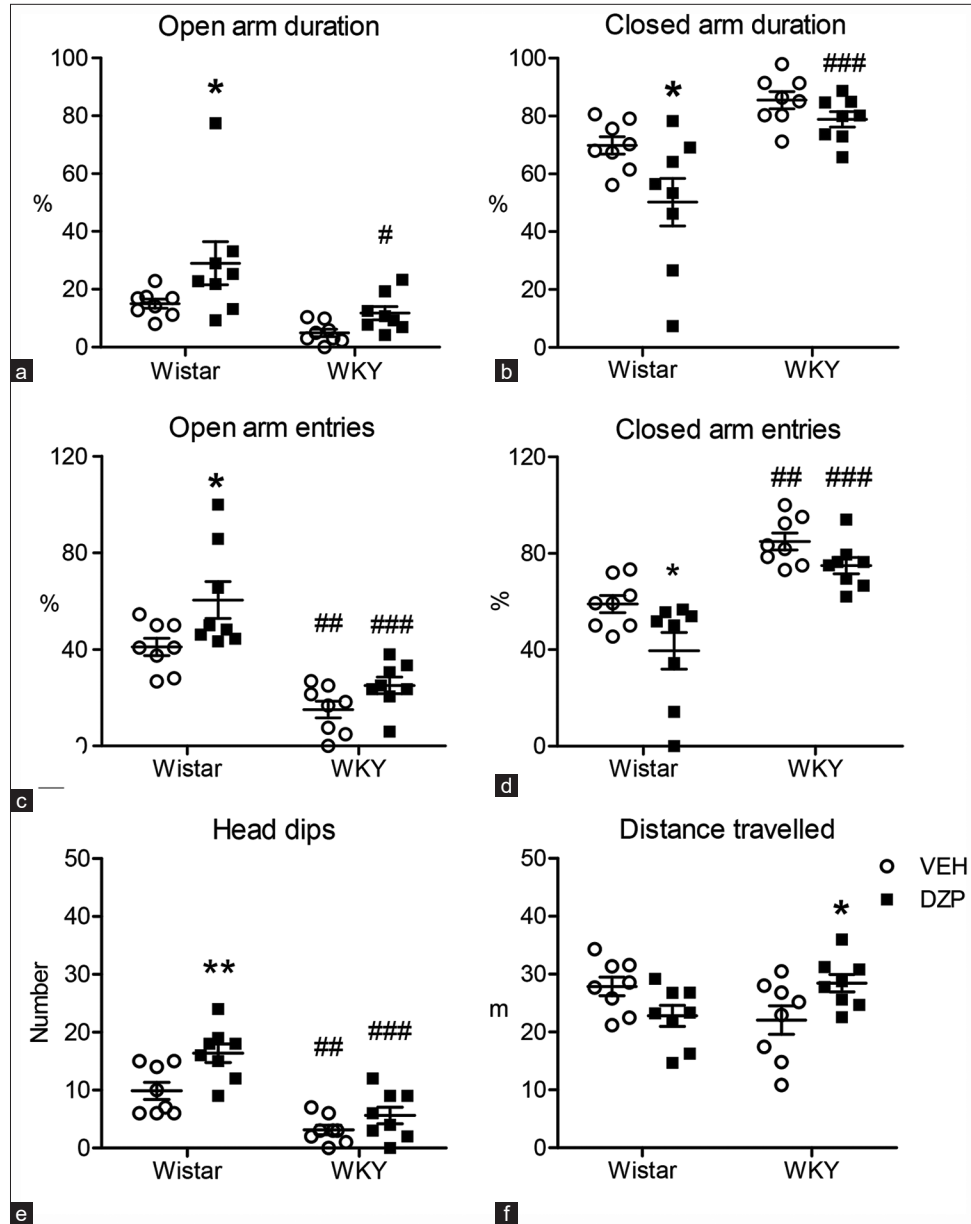 Open arm duration
100
80
60
40
20
0
%
*
#
Wistar
WKY
a
Closed arm duration
100
80
60
40
20
0
%
*
###
Wistar
WKY
b
Open arm entries
120
80
40
0
%
*
##
###
Wistar
WKY
c
Closed arm entries
120
80
40
0
%
*
##
###
Wistar
WKY
d
Head dips
50
40
30
20
10
0
Number
**
##
###
Wistar
WKY
e
Distance travelled
50
40
30
20
10
0
m
VEH
DZP
*
Wistar
WKY
f